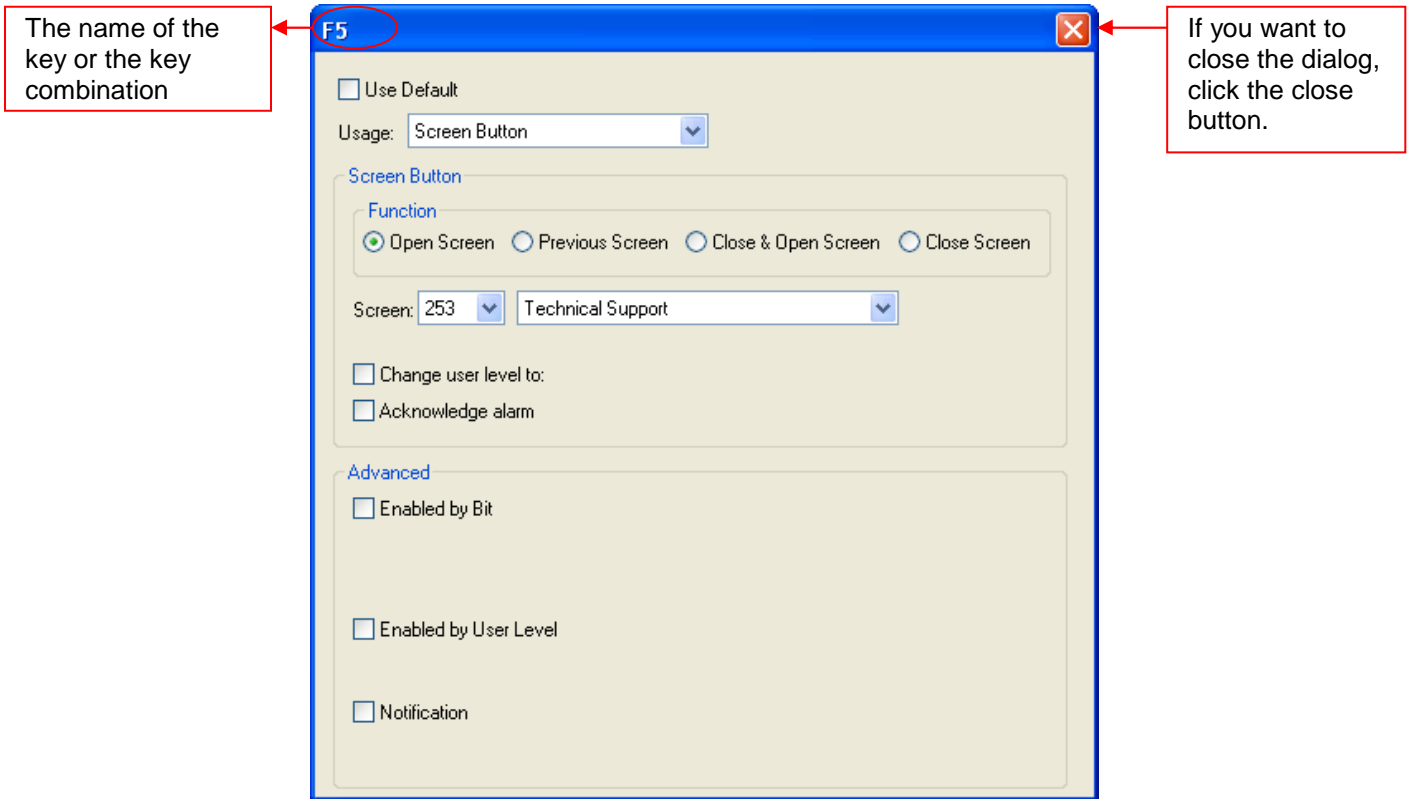 The name of the
key or the key
combination
F5
If you want to
close the dialog,
click the close
button.
Use Default
Usage: Screen Button
Screen Button
Function
Open Screen Previous Screen Close & Open Screen Close Screen
Screen: 253 Technical Support
Change user level to:
Acknowledge alarm
Advanced
Enabled by Bit
Enabled by User Level
Notification